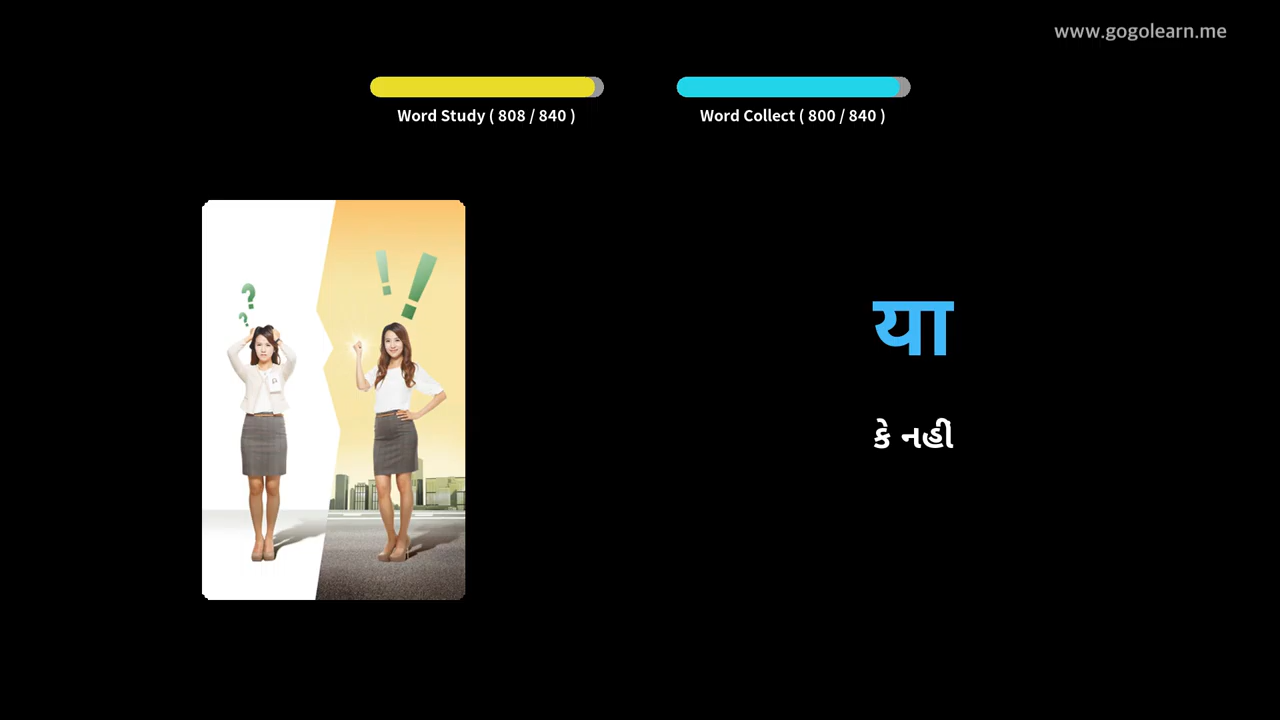 www.gogolearn.me
Word Study ( 808 / 840 )
Word Collect ( 800 / 840 )
? ?
! !
या
કે નહીં